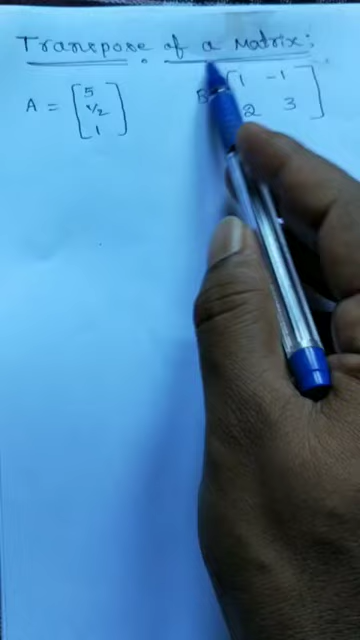 Transpose of a Matrix:
A = [5 1/2 1] [1 -1 2 3]